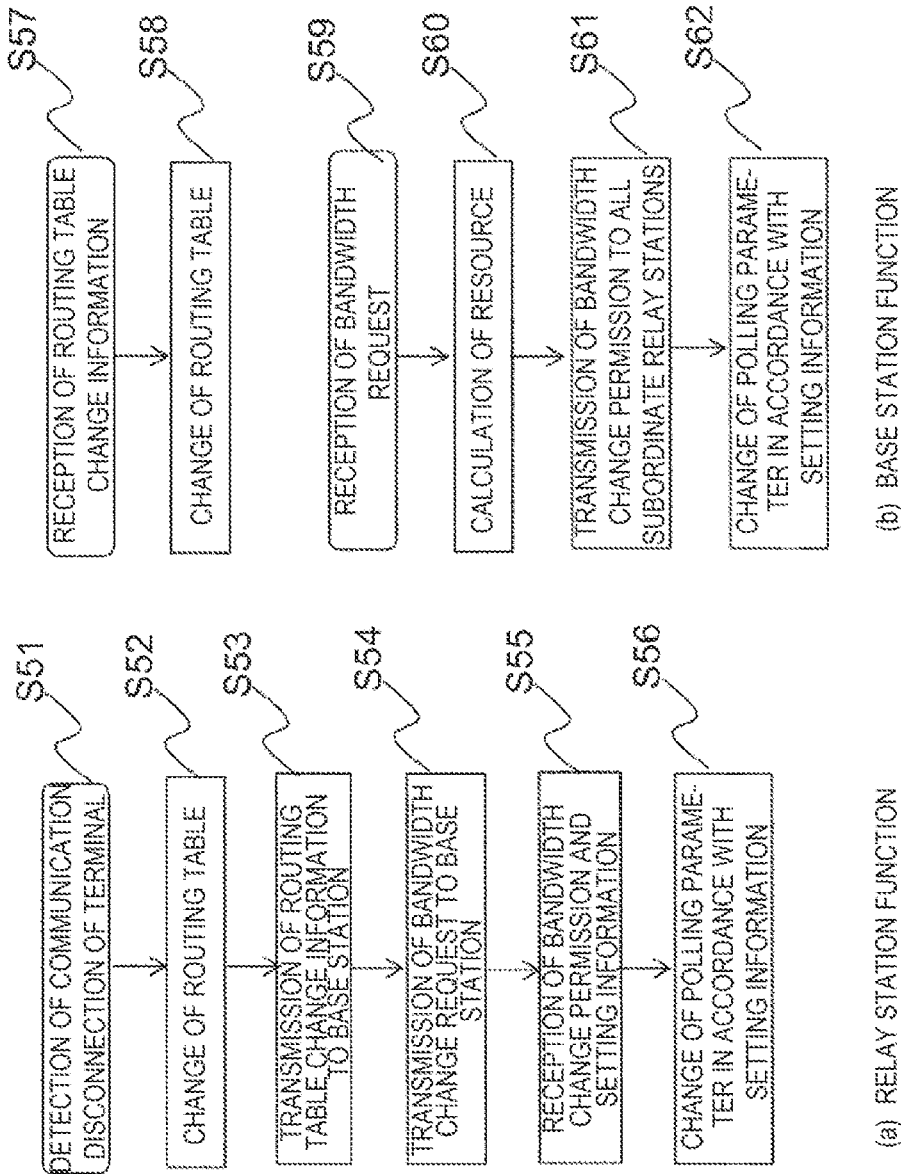 S51
DETECTION OF COMMUNICATION
DISCONNECTION OF TERMINAL
S52
CHANGE OF ROUTING TABLE
S53
TRANSMISSION OF ROUTING
TABLE CHANGE INFORMATION
TO BASE STATION
S54
TRANSMISSION OF BANDWIDTH
CHANGE REQUEST TO BASE
STATION
S55
RECEPTION OF BANDWIDTH
CHANGE PERMISSION AND
SETTING INFORMATION
S56
CHANGE OF POLLING PARAME-
TER IN ACCORDANCE WITH
SETTING INFORMATION
(a) RELAY STATION FUNCTION
S57
RECEPTION OF ROUTING TABLE
CHANGE INFORMATION
S58
CHANGE OF ROUTING TABLE
S59
RECEPTION OF BANDWIDTH
REQUEST
S60
CALCULATION OF RESOURCE
S61
TRANSMISSION OF BANDWIDTH
CHANGE PERMISSION TO ALL
SUBORDINATE RELAY STATIONS
S62
CHANGE OF POLLING PARAME-
TER IN ACCORDANCE WITH
SETTING INFORMATION
(b) BASE STATION FUNCTION